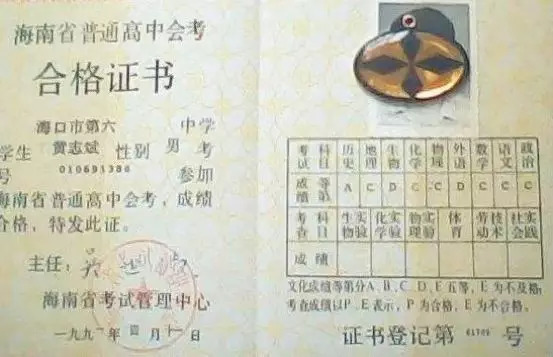 海南省普通高中会考
合格证书
海口市第六 中学
学生 黄志斌 性别 男 考
号 010691386 参加
海南省普通高中会考，成绩
合格，特发此证。
主任：
海南省考试管理中心
一九九一年四月十一日
考试 科目 历史 地理 生物 化学 物理 外语 数学 语文 政治
成绩 等第 A C D C C D C C C
考查 科目 生物实验 化学实验 物理实验 体育 劳动技术 社会实践
成绩
文化成绩等第分A、B、C、D、E五等，E为不及格；
考查成绩以P、E表示，P为合格，E为不合格。
证书登记第 号